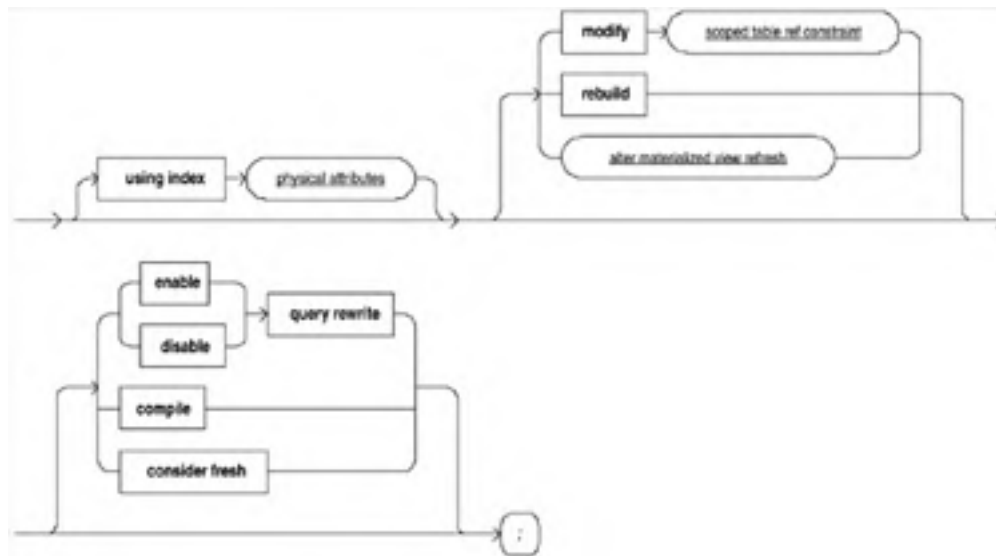 modify scoped table ref constraint
rebuild
alter materialized view refresh
using index physical attributes
enable
query rewrite
disable
compile
consider fresh
;